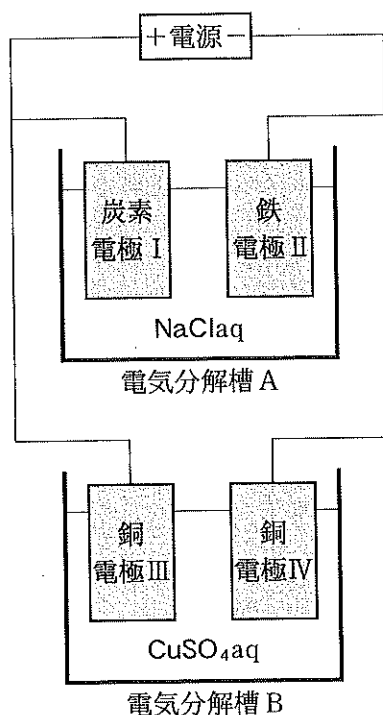 +電源−
炭素
電極Ⅰ
鉄
電極Ⅱ
NaClaq
電気分解槽A
銅
電極Ⅲ
銅
電極Ⅳ
CuSO₄aq
電気分解槽B